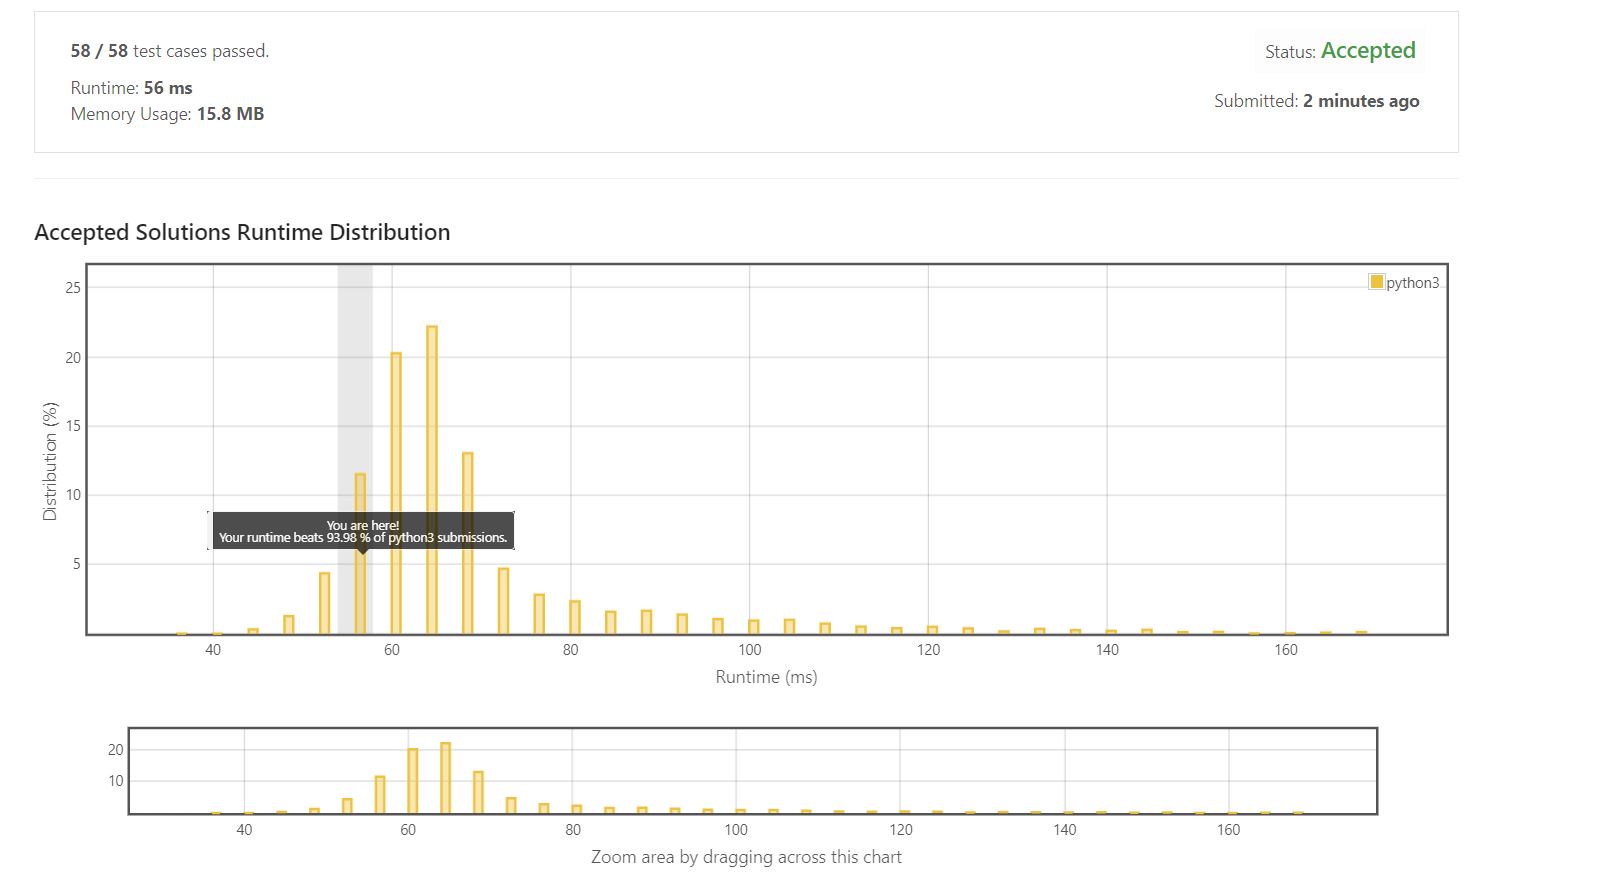 58 / 58 test cases passed.
Status: Accepted
Runtime: 56 ms
Submitted: 2 minutes ago
Memory Usage: 15.8 MB
Accepted Solutions Runtime Distribution
python3
25
20
15
10
5
Distribution (%)
You are here!
Your runtime beats 93.98 % of python3 submissions.
40 60 80 100 120 140 160
Runtime (ms)
20
10
40 60 80 100 120 140 160
Zoom area by dragging across this chart